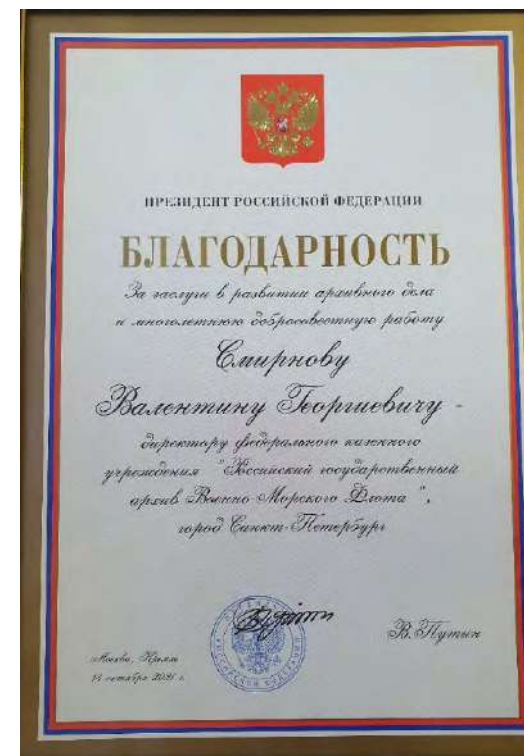 ПРЕЗИДЕНТ РОССИЙСКОЙ ФЕДЕРАЦИИ
БЛАГОДАРНОСТЬ
За заслуги в развитии архивного дела
и многолетнюю добросовестную работу
Смирнову
Валентину Георгиевичу -
директору федерального казенного
учреждения "Российский государственный
архив Военно-Морского Флота",
город Санкт-Петербург
В.Путин
Москва, Кремль